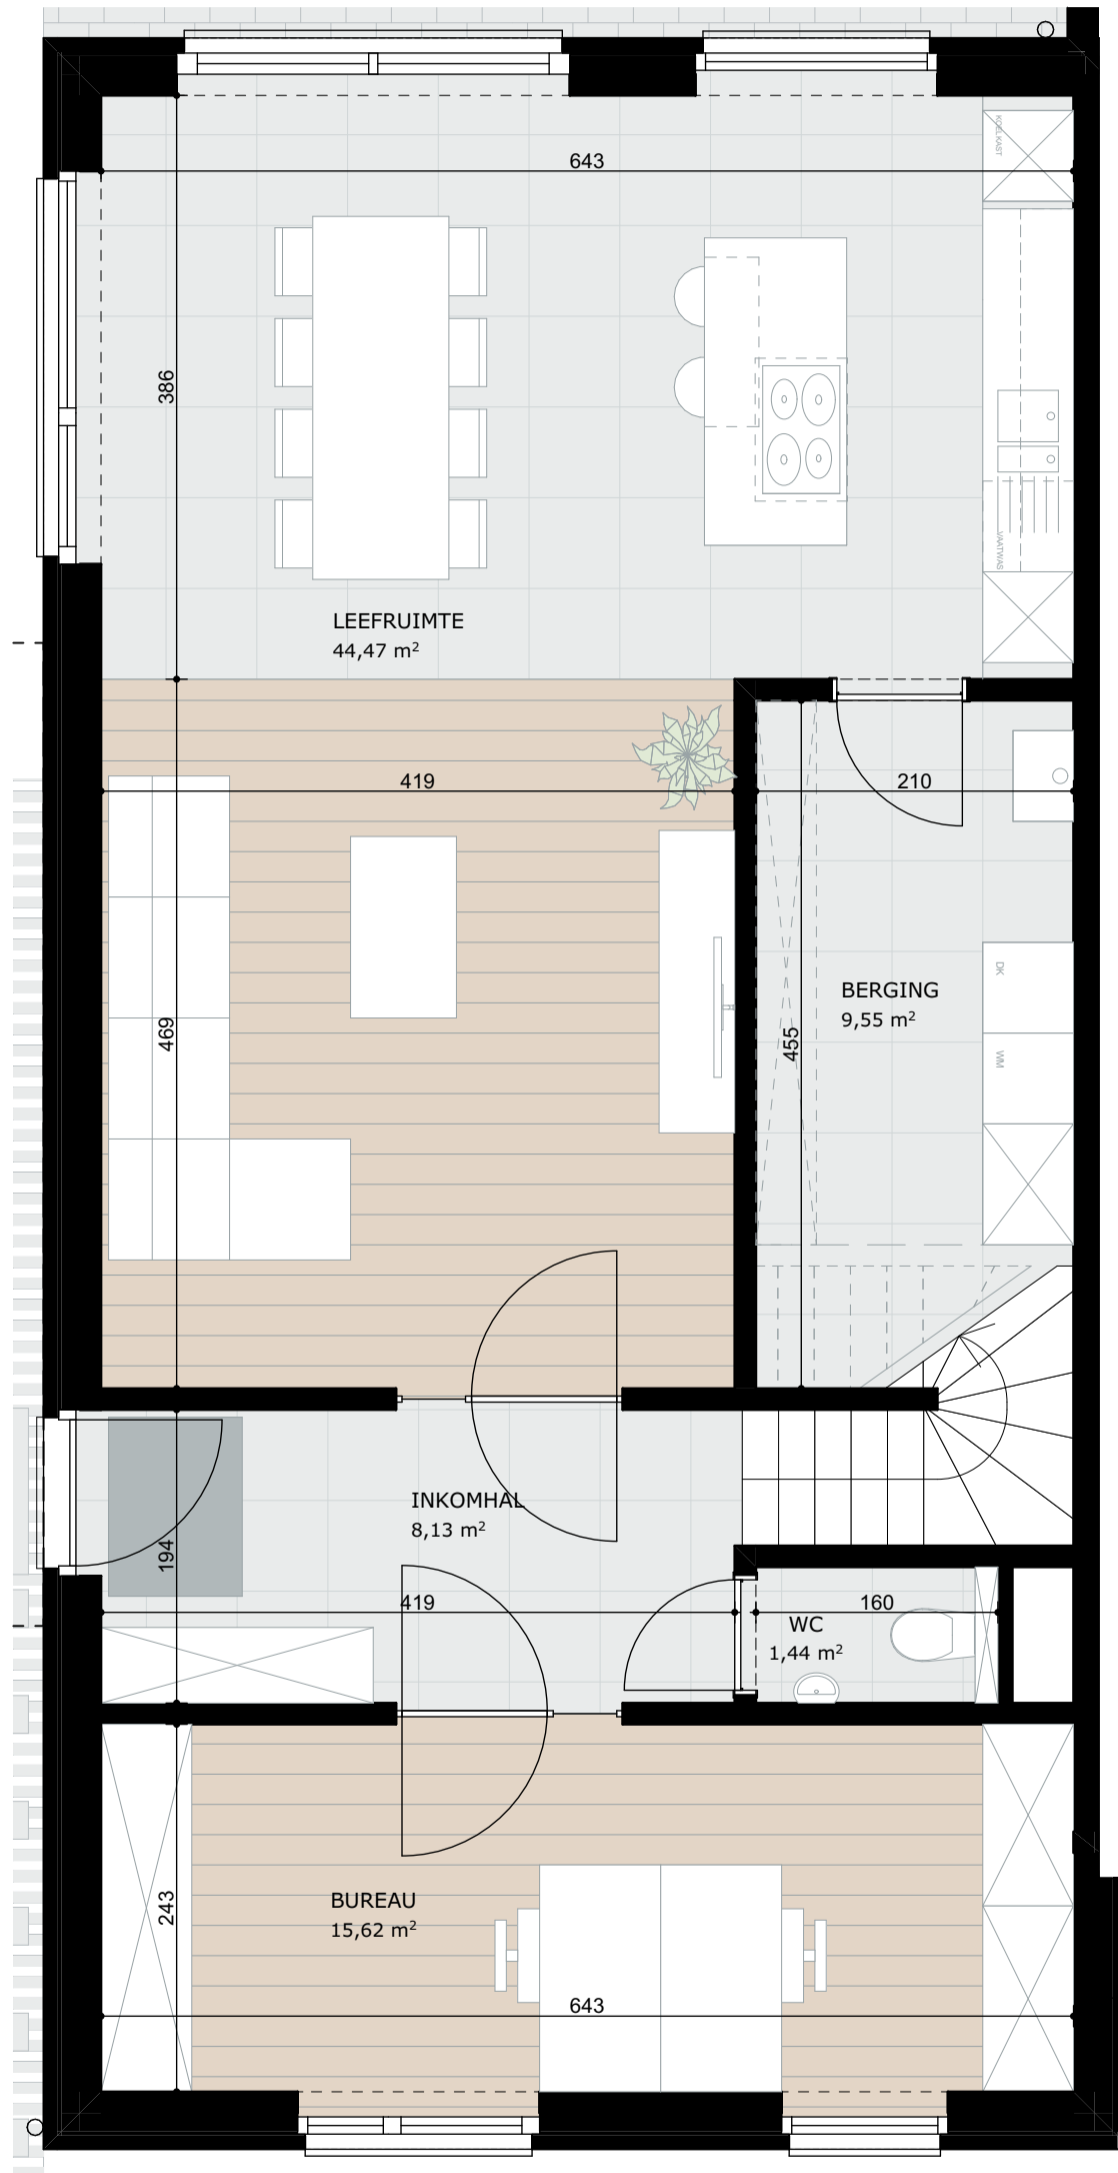 KOELKAST
643
386
VAATWAS
LEEFRUIMTE
44,47 m²
419
210
DK
BERGING
9,55 m²
469
455
WM
INKOMHAL
8,13 m²
194
419
160
WC
1,44 m²
BUREAU
15,62 m²
243
643